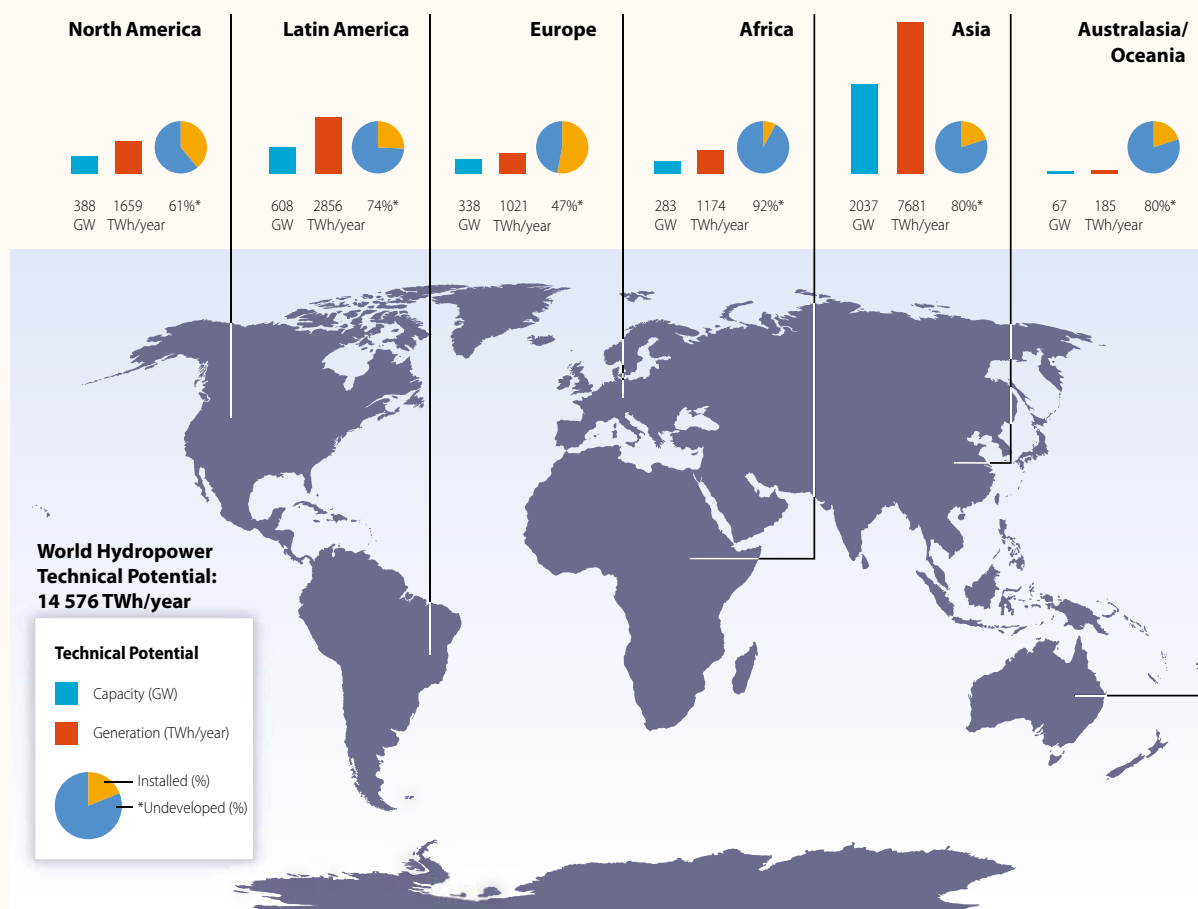 North America
388
GW
1659
TWh/year
61%*
Latin America
608
GW
2856
TWh/year
74%*
Europe
338
GW
1021
TWh/year
47%*
Africa
283
GW
1174
TWh/year
92%*
Asia
2037
GW
7681
TWh/year
80%*
Australasia/
Oceania
67
GW
185
TWh/year
80%*
World Hydropower
Technical Potential:
14 576 TWh/year
Technical Potential
Capacity (GW)
Generation (TWh/year)
Installed (%)
*Undeveloped (%)